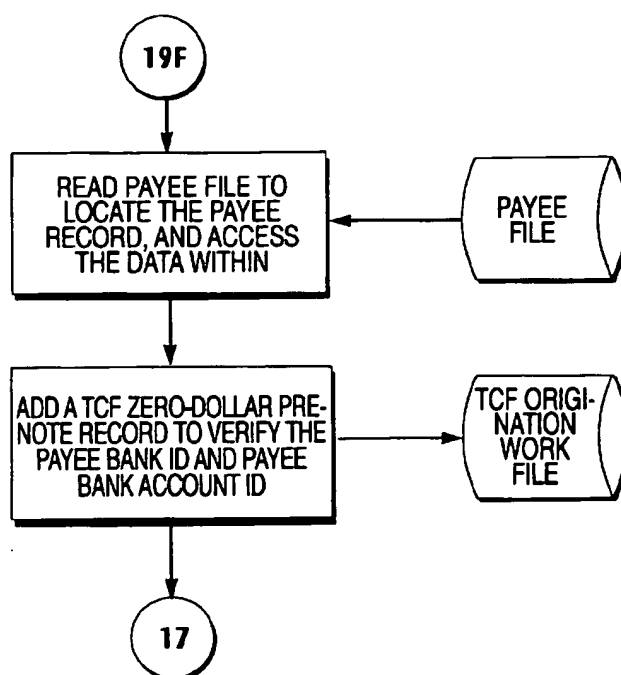 19F
READ PAYEE FILE TO
LOCATE THE PAYEE
RECORD, AND ACCESS
THE DATA WITHIN
PAYEE
FILE
ADD A TCF ZERO-DOLLAR PRE-
NOTE RECORD TO VERIFY THE
PAYEE BANK ID AND PAYEE
BANK ACCOUNT ID
TCF ORIGI-
NATION
WORK
FILE
17